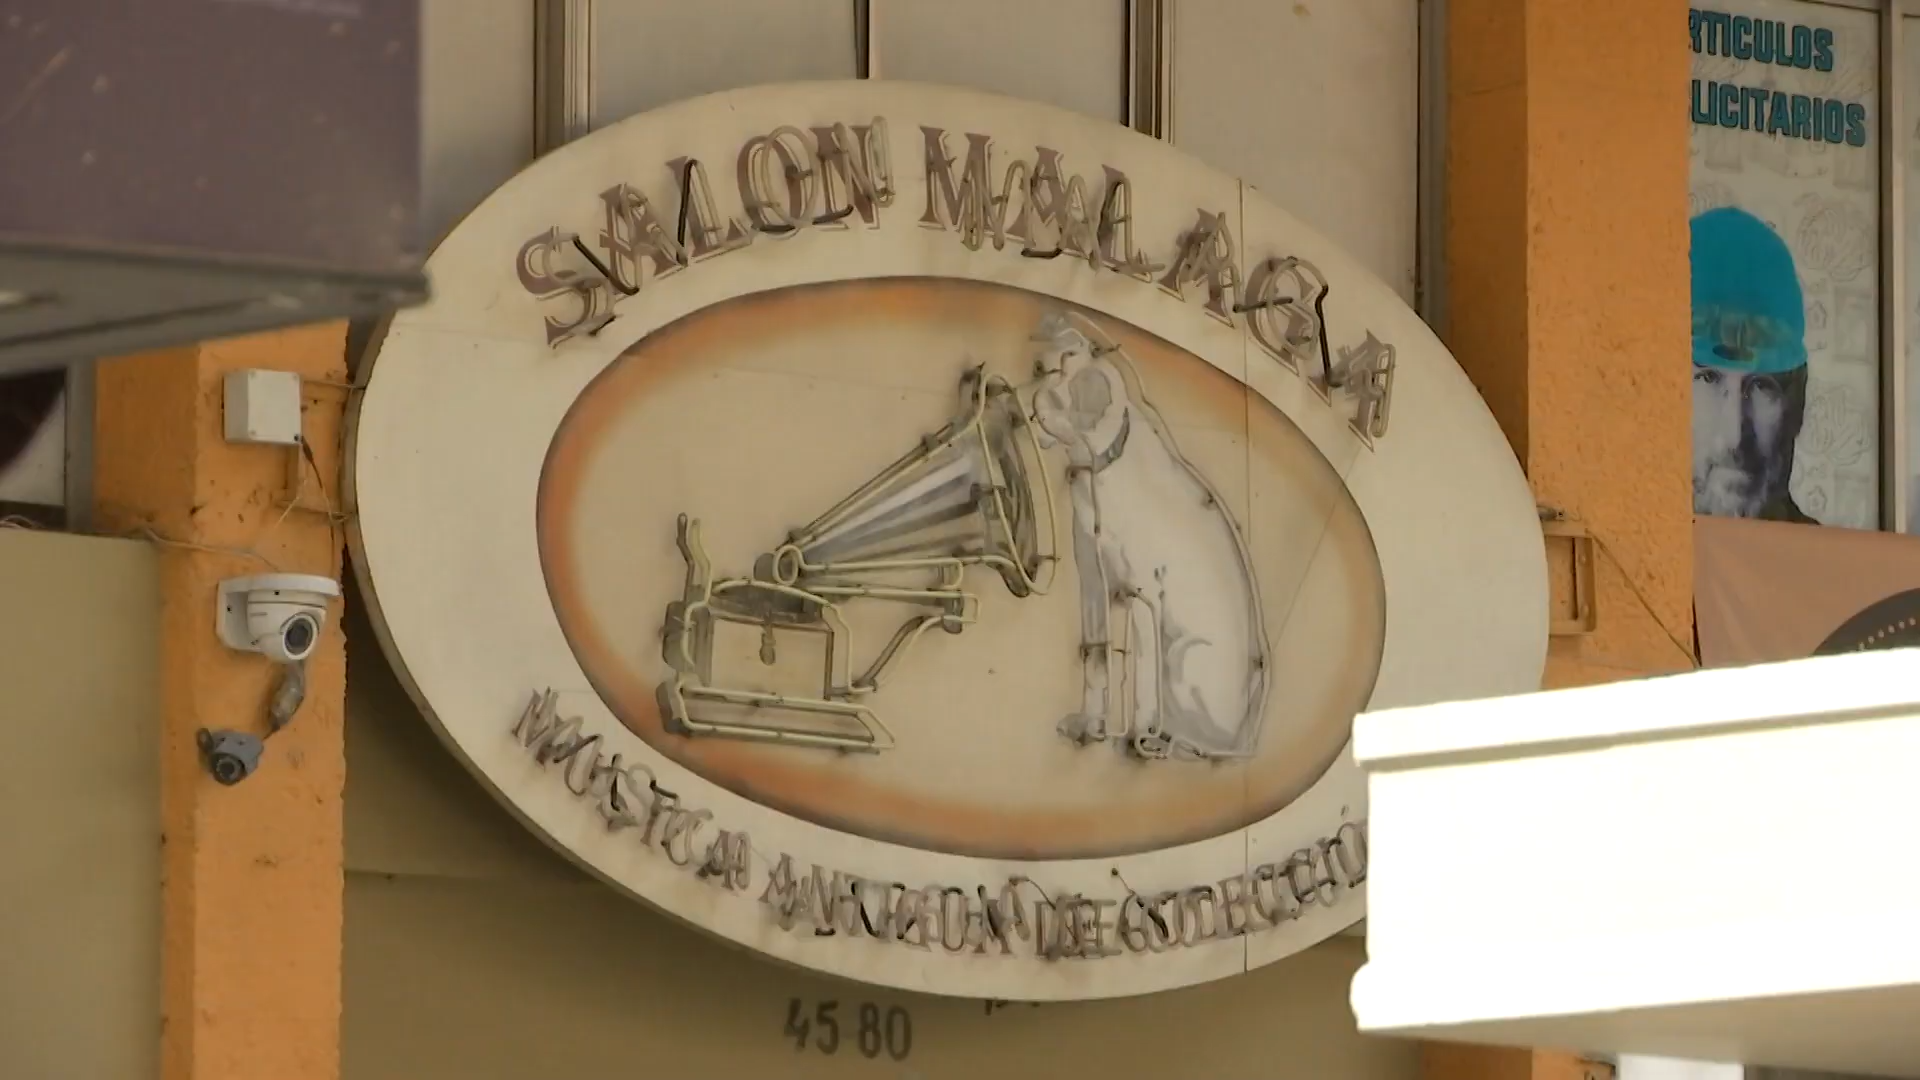 SALON MALAGA
MUSICA ANTIGUA DE COLECCIÓN
45 80
RTICULOS
LICITARIOS